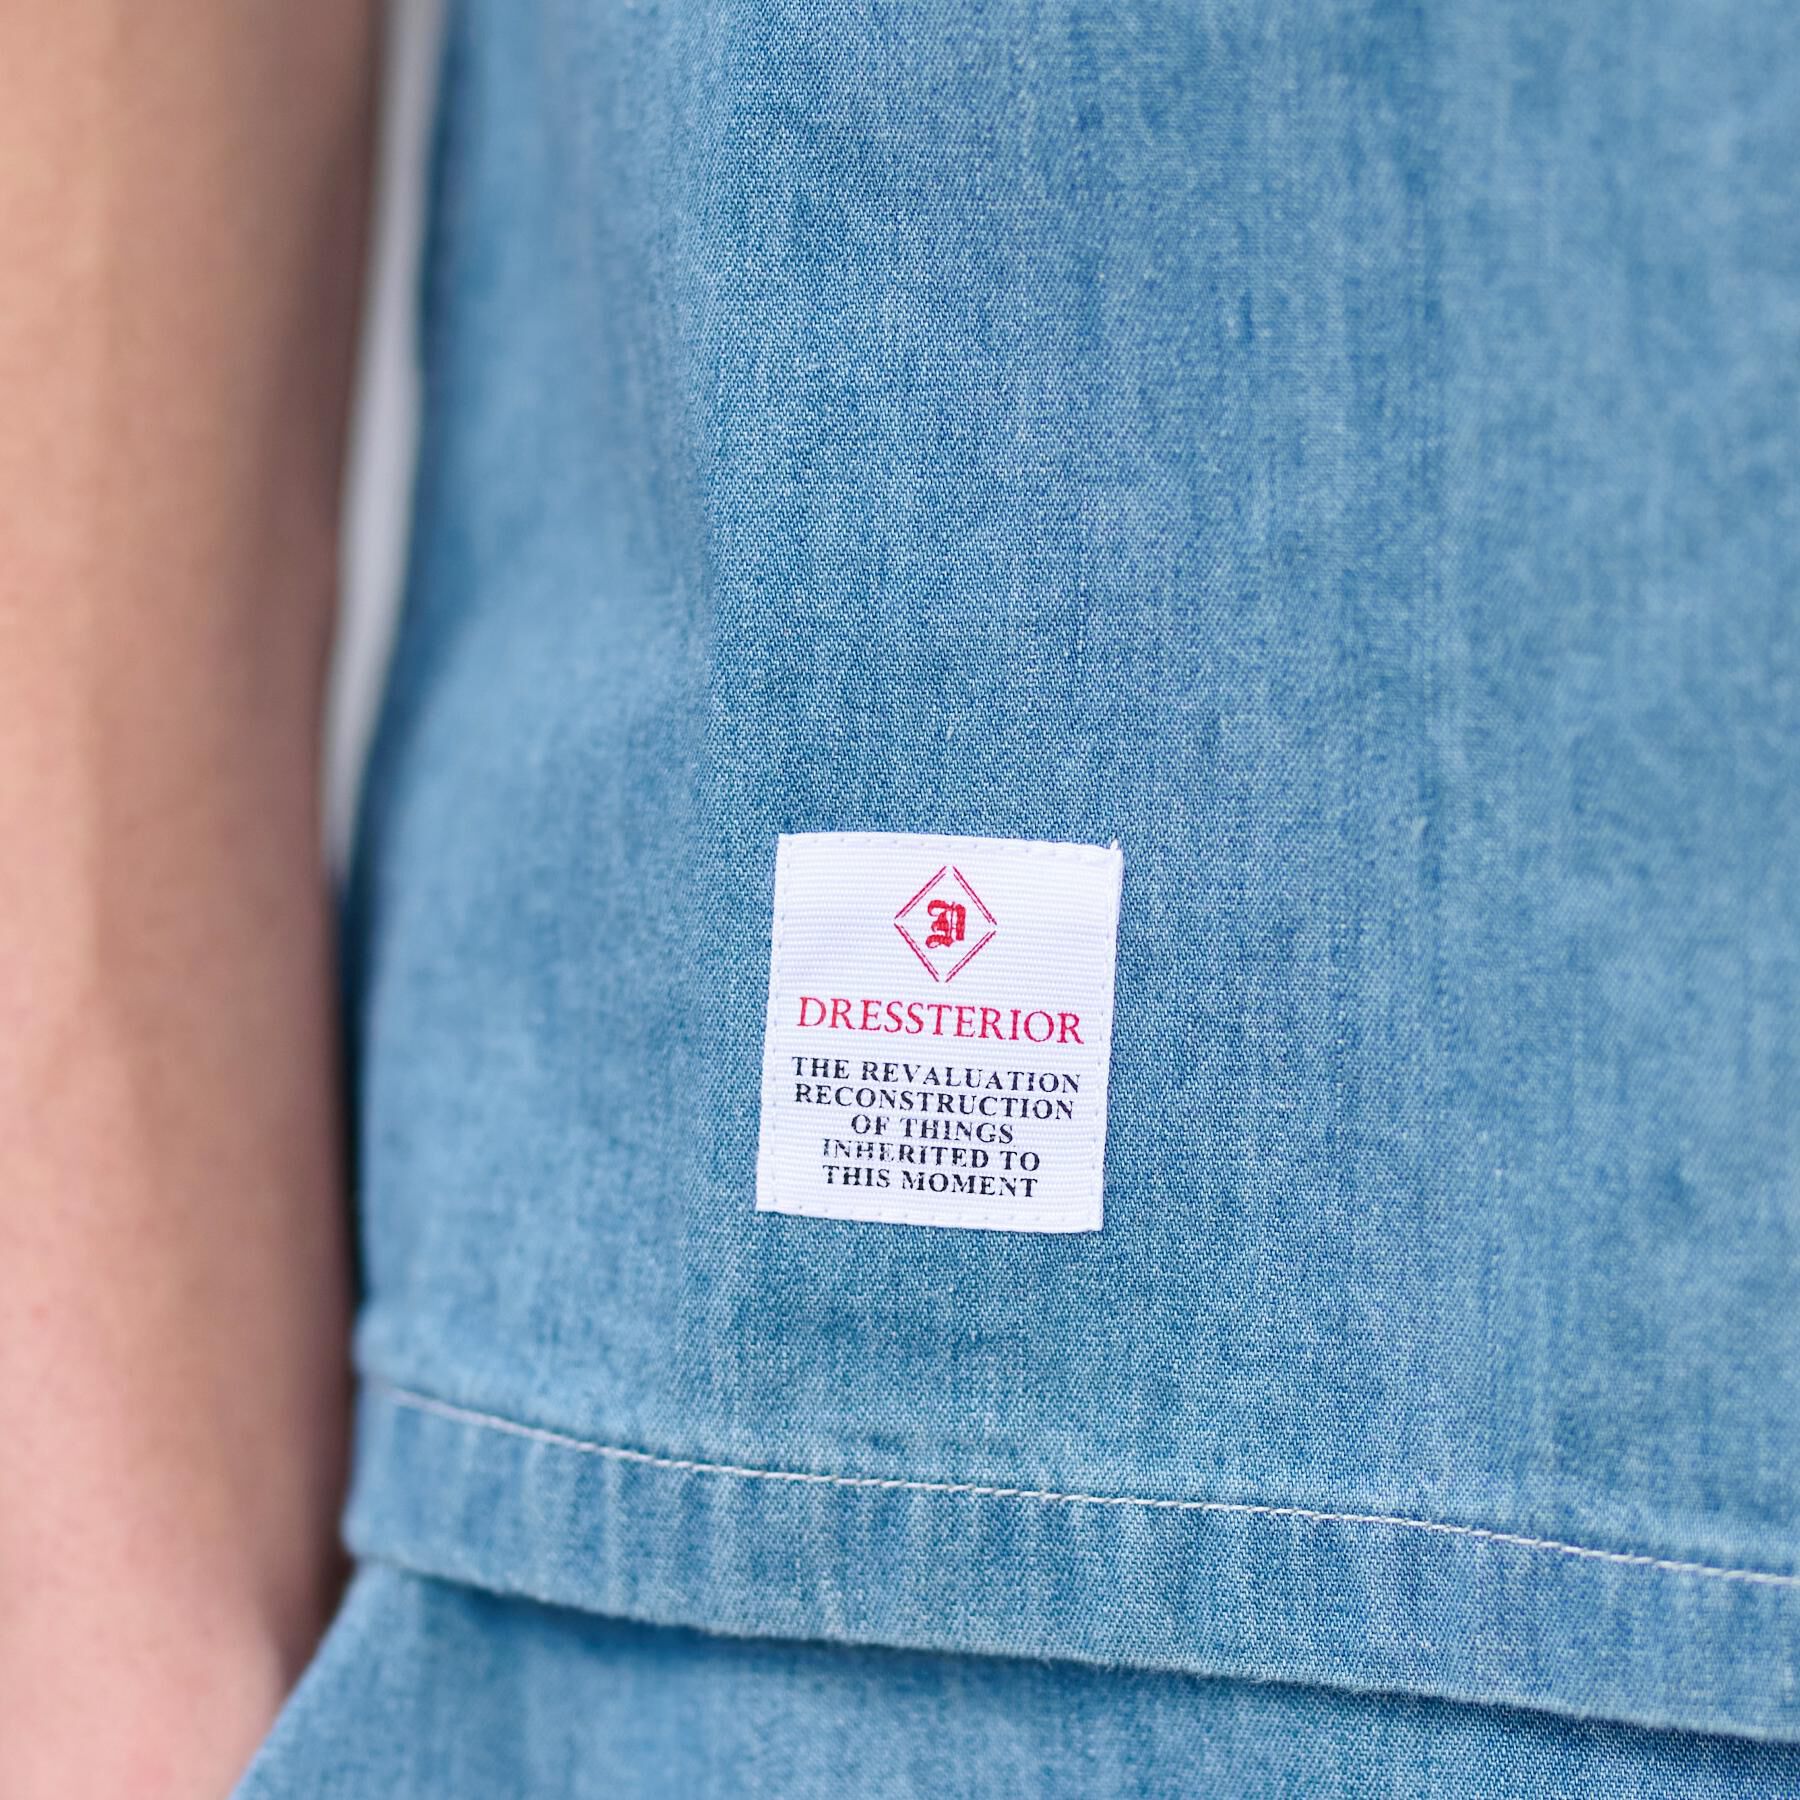 D
DRESSTERIOR
THE REVALUATION
RECONSTRUCTION
OF THINGS
INHERITED TO
THIS MOMENT